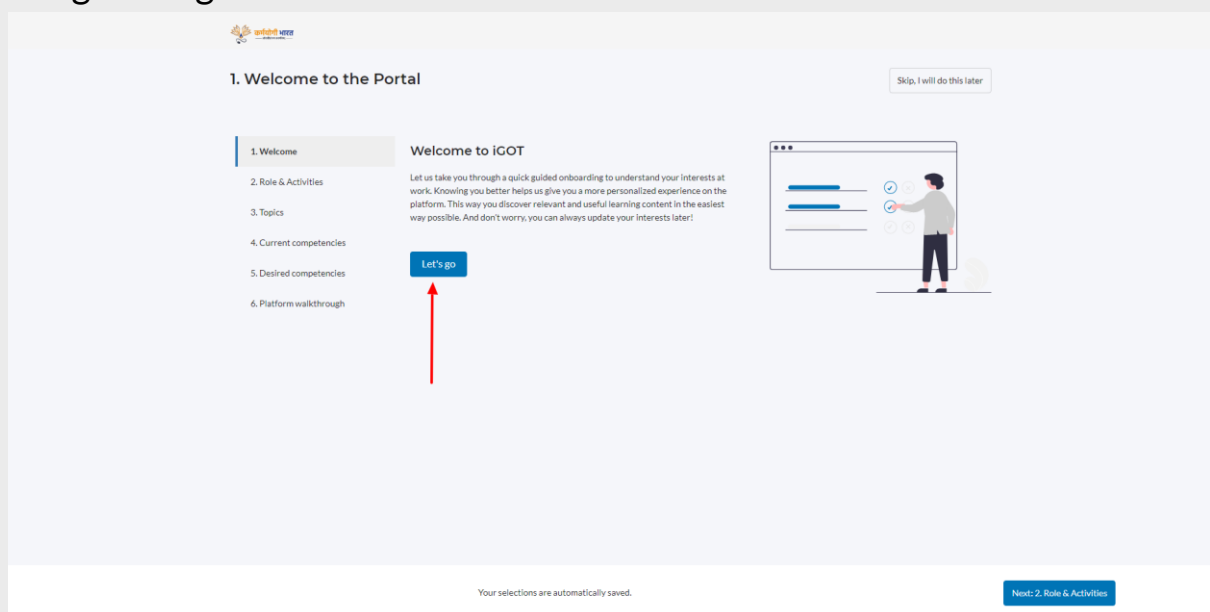 कर्मयोगी भारत
1. Welcome to the Portal
Skip, I will do this later
1. Welcome
2. Role & Activities
3. Topics
4. Current competencies
5. Desired competencies
6. Platform walkthrough
Welcome to iGOT
Let us take you through a quick guided onboarding to understand your interests at
work. Knowing you better helps us give you a more personalized experience on the
platform. This way you discover relevant and useful learning content in the easiest
way possible. And don't worry, you can always update your interests later!
Let's go
Your selections are automatically saved.
Next: 2. Role & Activities